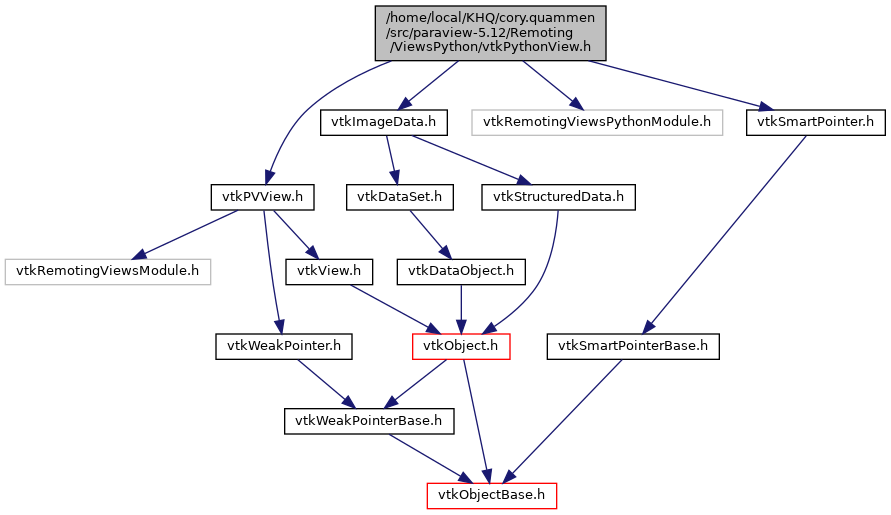 /home/local/KHQ/cory.quammen
/src/paraview-5.12/Remoting
/ViewsPython/vtkPythonView.h
vtkImageData.h
vtkRemotingViewsPythonModule.h
vtkSmartPointer.h
vtkPVView.h
vtkDataSet.h
vtkStructuredData.h
vtkRemotingViewsModule.h
vtkView.h
vtkDataObject.h
vtkWeakPointer.h
vtkObject.h
vtkSmartPointerBase.h
vtkWeakPointerBase.h
vtkObjectBase.h